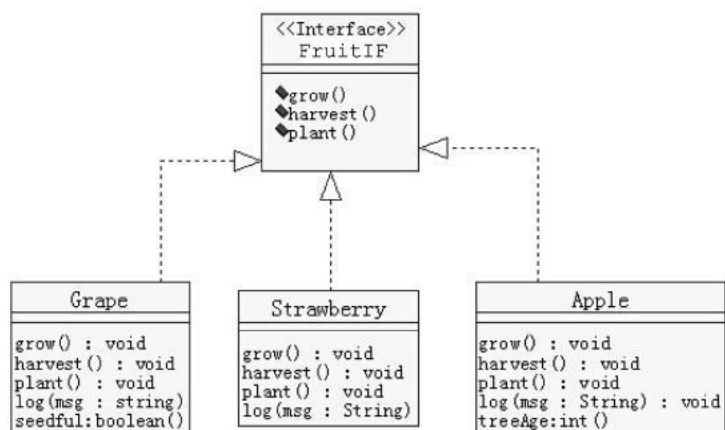 <<Interface>>
FruitIF
grow()
harvest()
plant()
Grape
grow() : void
harvest() : void
plant() : void
log(msg : string)
seedful:boolean()
Strawberry
grow() : void
harvest() : void
plant() : void
log(msg : String)
Apple
grow() : void
harvest() : void
plant() : void
log(msg : String) : void
treeAge:int()